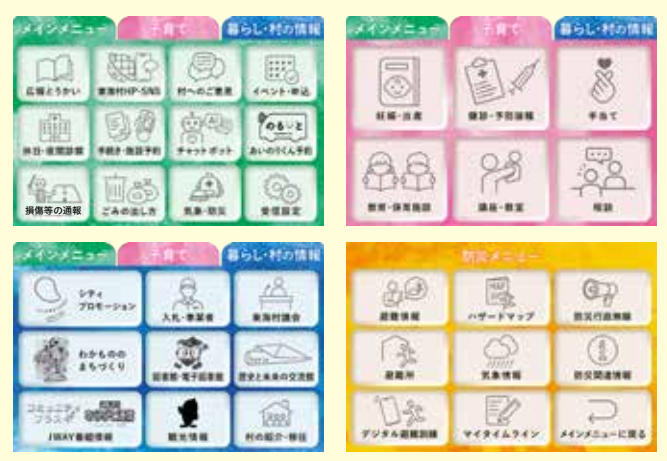 メインメニュー 子育て 暮らし・村の情報
広報とうかい 東海村HP・SNS 村へのご意見 イベント・申込
のるーと
休日・夜間診療 手続き・施設予約 チャットボット あいのりくん予約
損傷等の通報 ごみの出し方 気象・防災 受信設定
メインメニュー 子育て 暮らし・村の情報
妊娠・出産 健診・予防接種 手当て
教育・保育施設 講座・教室 相談
メインメニュー 子育て 暮らし・村の情報
シティ
プロモーション 入札・事業者 東海村議会
わかものの
まちづくり 図書館・電子図書館 歴史と未来の交流館
コミュニティ
プラス
JWAY番組情報 観光情報 村の紹介・移住
防災メニュー
避難情報 ハザードマップ 防災行政無線
避難所 気象情報 防災関連情報
デジタル避難訓練 マイタイムライン メインメニューに戻る